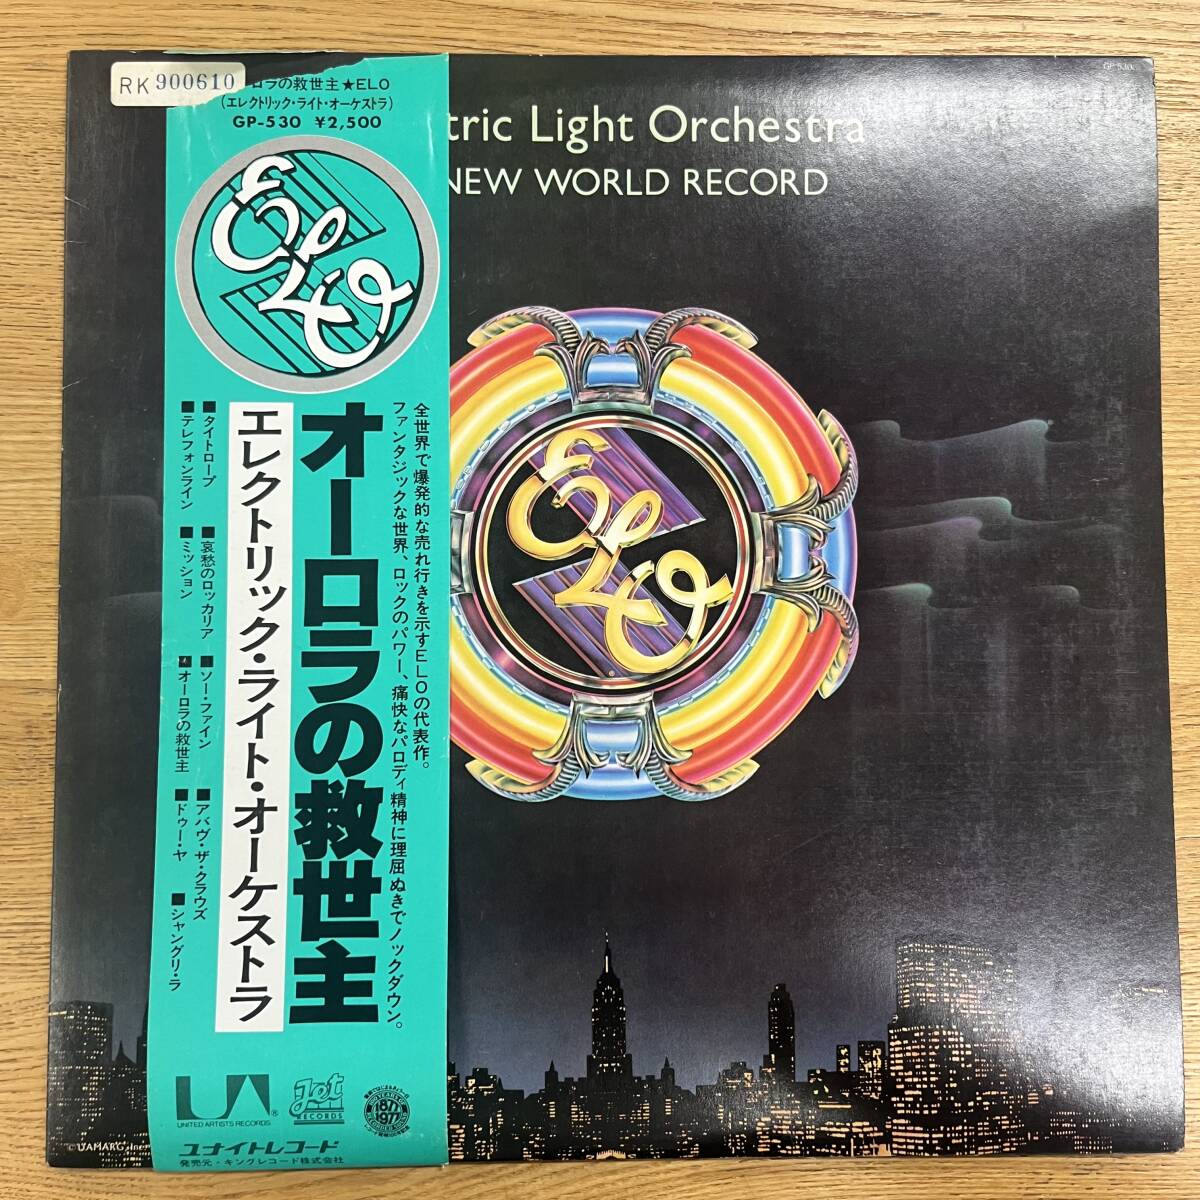 RK 900610
ロラの救世主★ELO
(エレクトリック・ライト・オーケストラ)
GP-530 ¥2,500
GP 530
tric Light Orchestra
NEW WORLD RECORD
ELO
ELO
全世界で爆発的な売れ行きを示すELOの代表作。
ファンタジックな世界、ロックのパワー、痛快なパロディ精神に理屈ぬきでノックダウン。
オーロラの救世主
エレクトリック・ライト・オーケストラ
■タイトロープ
■テレフォンライン
■哀愁のロッカリア
■ミッション
■ソー・ファイン
■オーロラの救世主
■アバヴ・ザ・クラウズ
■ドゥー・ヤ
■シャングリ・ラ
UA®
UNITED ARTISTS RECORDS
Jet
RECORDS
1877
1977
ユナイトレコード
発売元・キングレコード株式会社